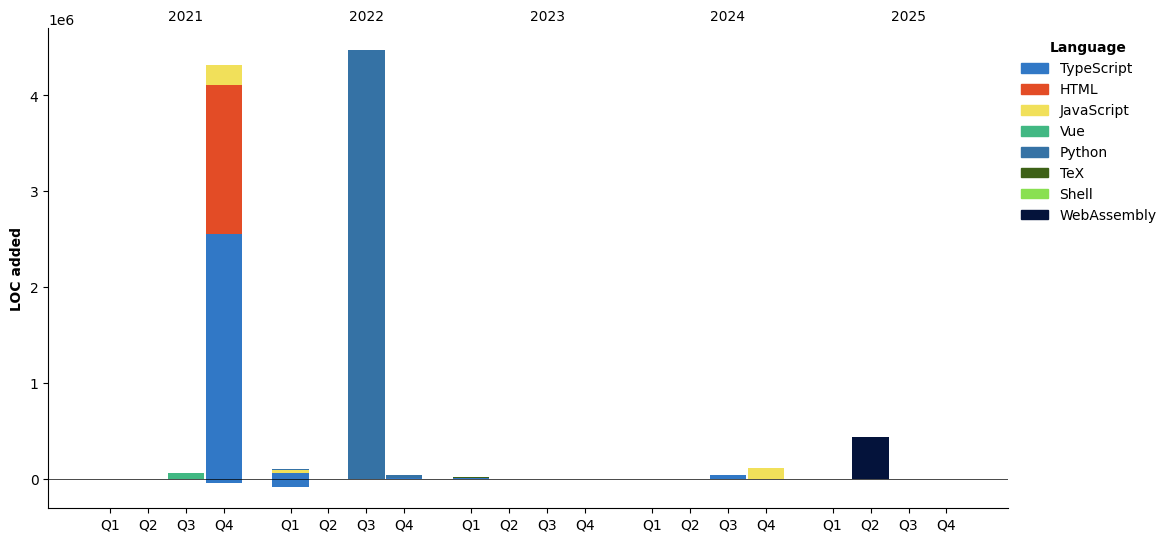 2021 2022 2023 2024 2025
1e6
Language
TypeScript
HTML
JavaScript
Vue
Python
TeX
Shell
WebAssembly
LOC added
4
3
2
1
0
Q1 Q2 Q3 Q4 Q1 Q2 Q3 Q4 Q1 Q2 Q3 Q4 Q1 Q2 Q3 Q4 Q1 Q2 Q3 Q4